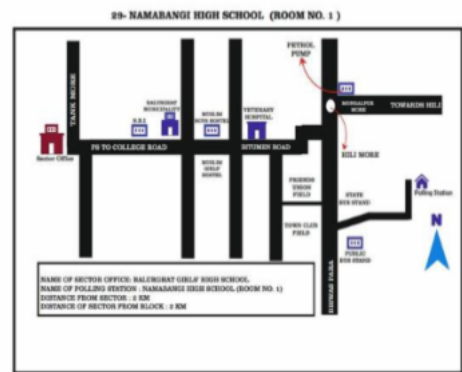 29- NAMABANGI HIGH SCHOOL (ROOM NO. 1 )
PETROL
PUMP
TANK MORE
BALURGHAT
MUNICIPALITY
MUSLIM
BOYS HOSTEL
VETENARY
HOSPITAL
MONGALPUR
MORE
TOWARDS HILI
Sector Office
PS TO COLLEGE ROAD
BITUMEN ROAD
HILI MORE
MUSLIM
GIRLS'
HOSTEL
FRIENDS
UNION
FIELD
STATE
BUS STAND
Polling Station
TOWN CLUB
FIELD
N
PUBLIC
BUS STAND
BISWAS PARA
NAME OF SECTOR OFFICE: BALURGHAT GIRLS' HIGH SCHOOL
NAME OF POLLING STATION : NAMABANGI HIGH SCHOOL (ROOM NO. 1)
DISTANCE FROM SECTOR : 2 KM
DISTANCE OF SECTOR FROM BLOCK : 2 KM